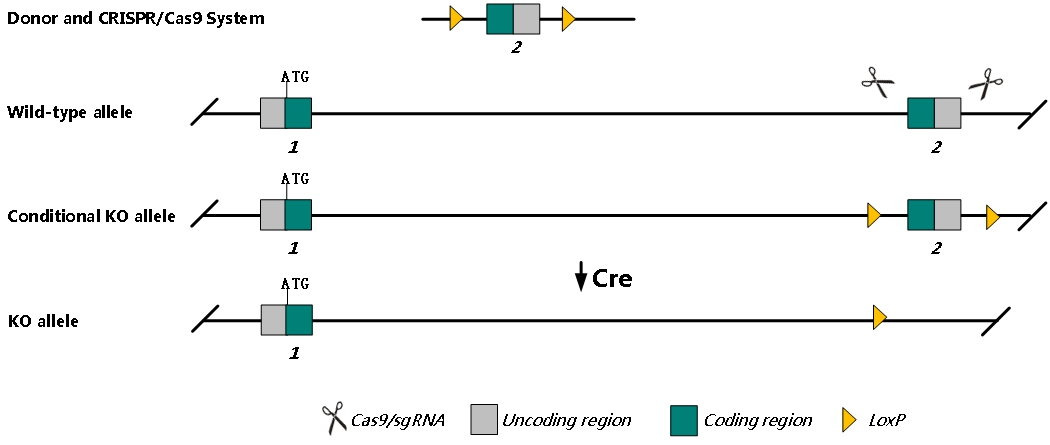 Donor and CRISPR/Cas9 System
2
ATG
Wild-type allele
1
2
ATG
Conditional KO allele
1
2
Cre
ATG
KO allele
1
Cas9/sgRNA
Uncoding region
Coding region
LoxP